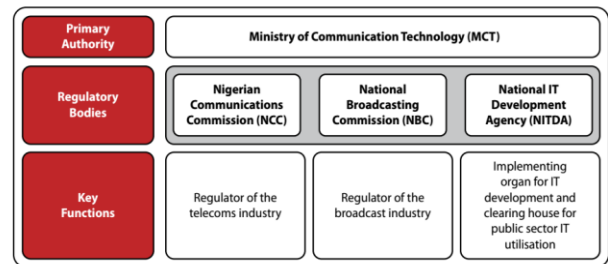 Primary
Authority
Ministry of Communication Technology (MCT)
Regulatory
Bodies
Nigerian
Communications
Commission (NCC)
National
Broadcasting
Commission (NBC)
National IT
Development
Agency (NITDA)
Key
Functions
Regulator of the
telecoms industry
Regulator of the
broadcast industry
Implementing
organ for IT
development and
clearing house for
public sector IT
utilisation